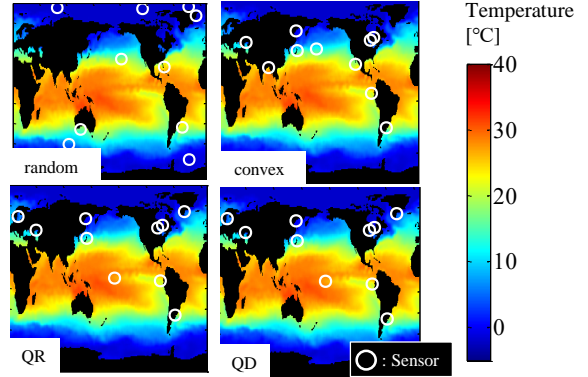 Temperature
[℃]
40
30
20
10
0
random
convex
QR
QD
: Sensor